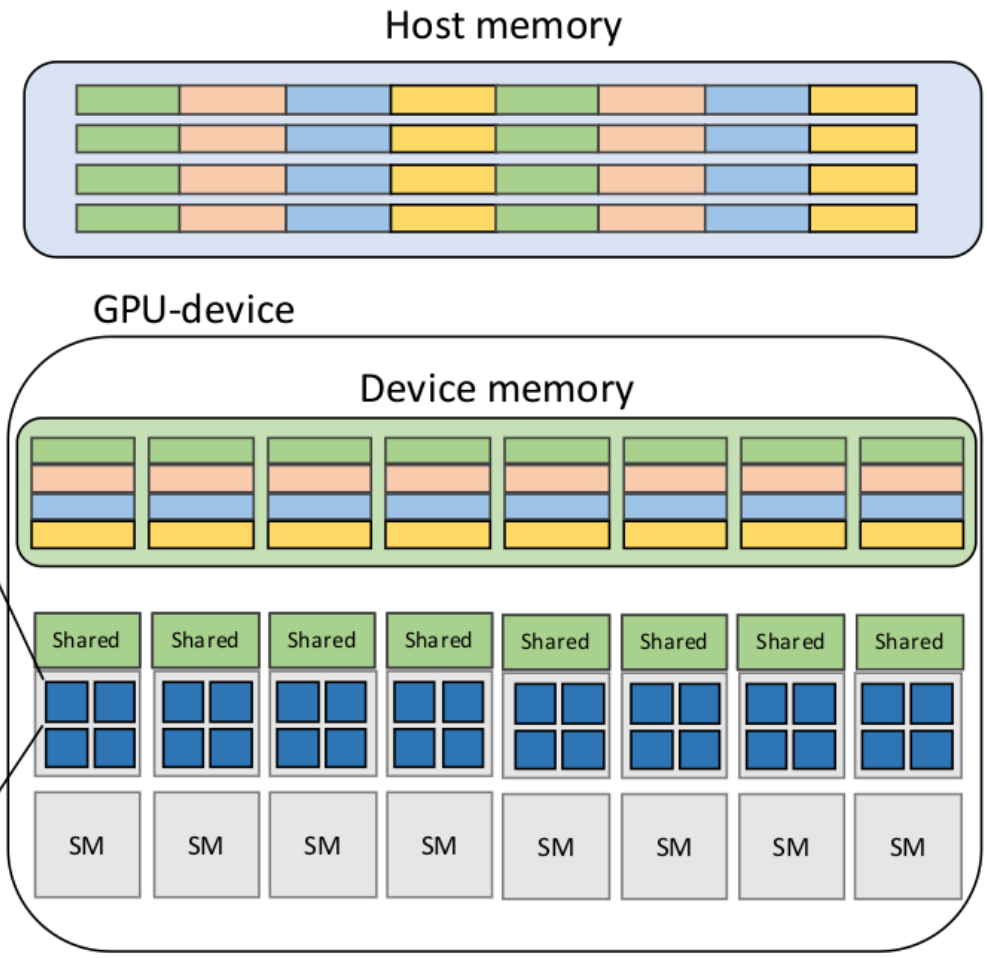 Host memory
GPU-device
Device memory
Shared Shared Shared Shared Shared Shared Shared Shared
SM SM SM SM SM SM SM SM